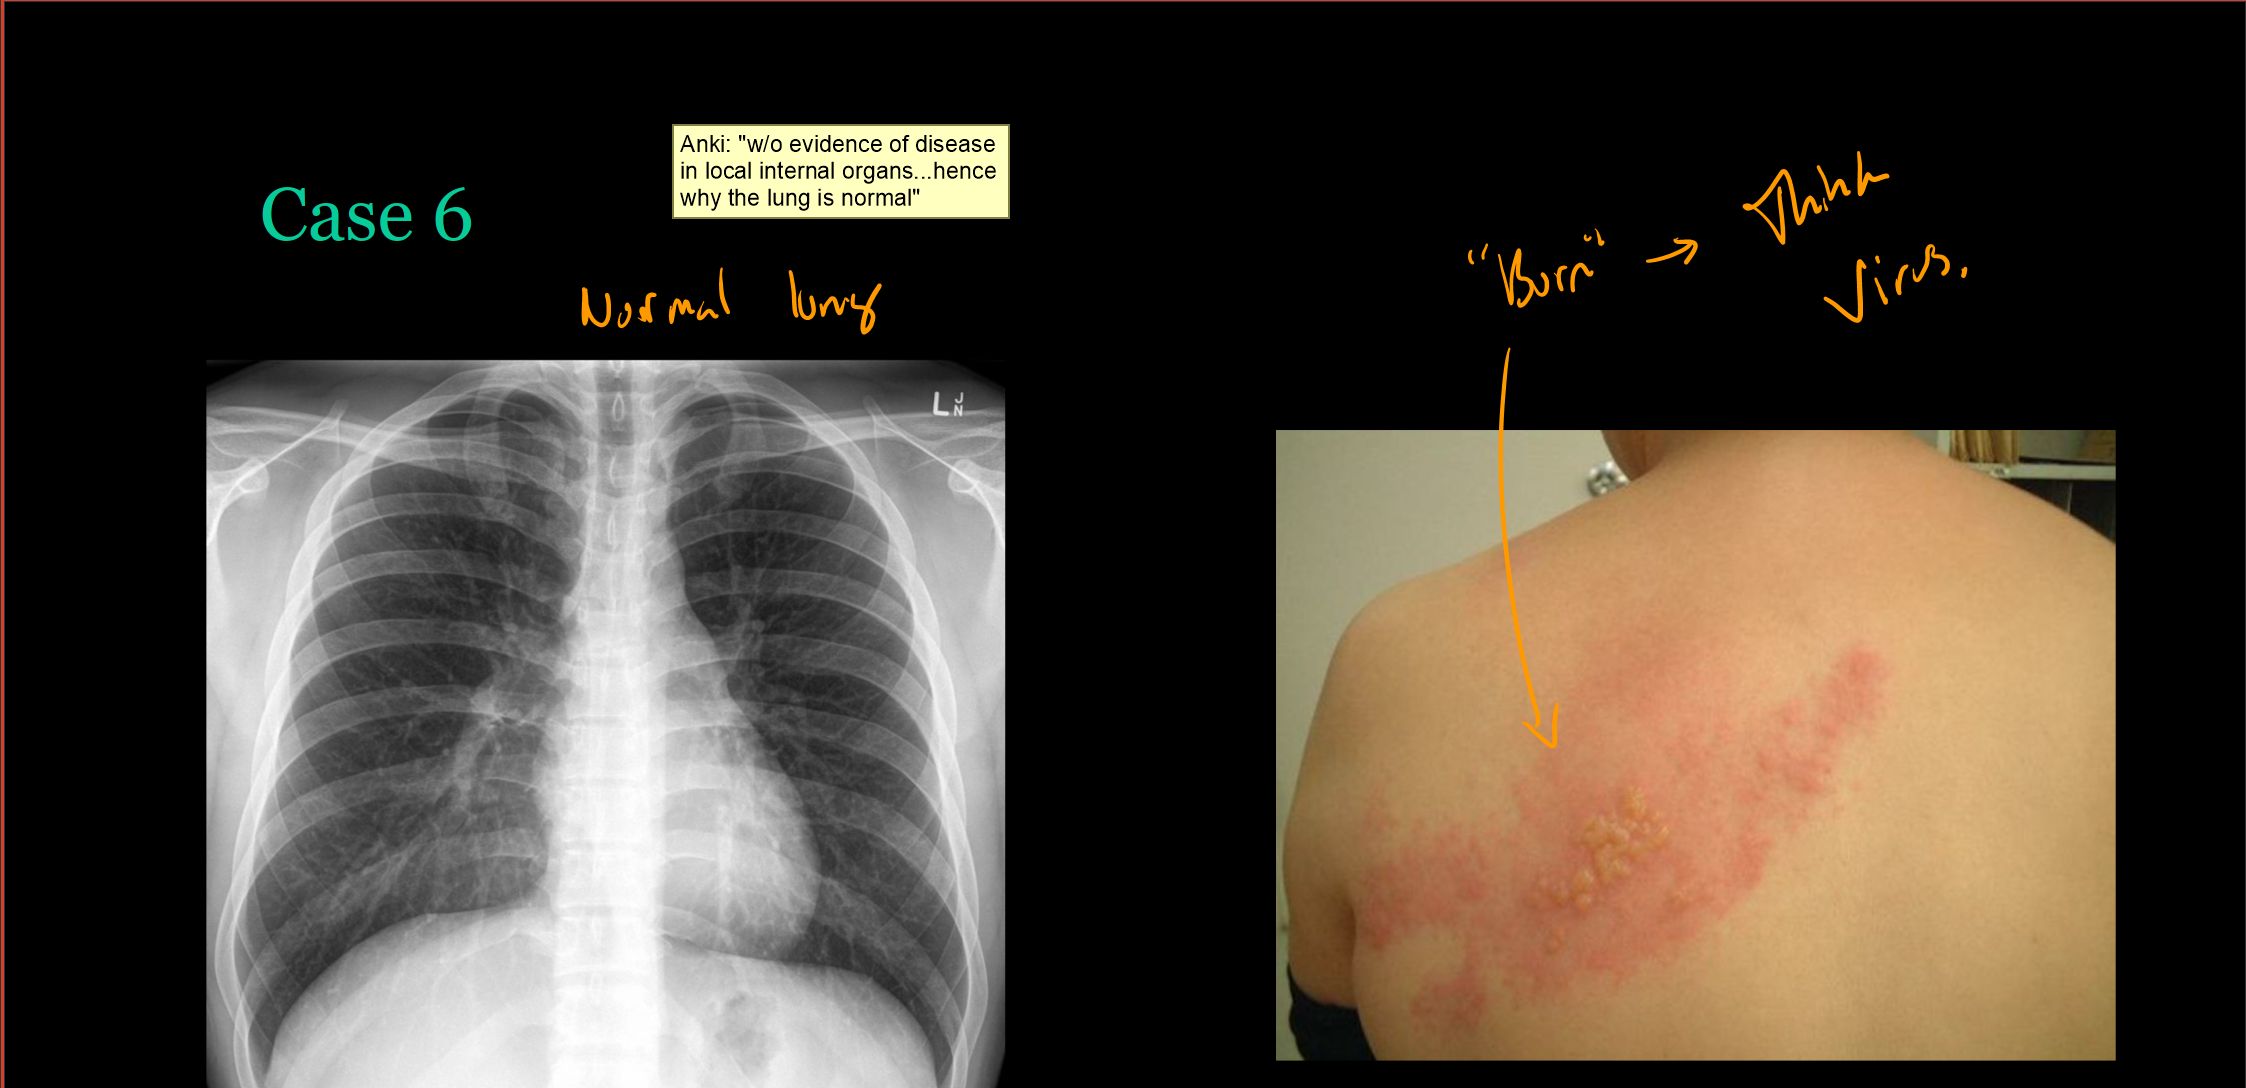 Anki: "w/o evidence of disease
in local internal organs...hence
why the lung is normal"
Case 6
Normal lung
"Burn" → Think
Virus.
L J
N